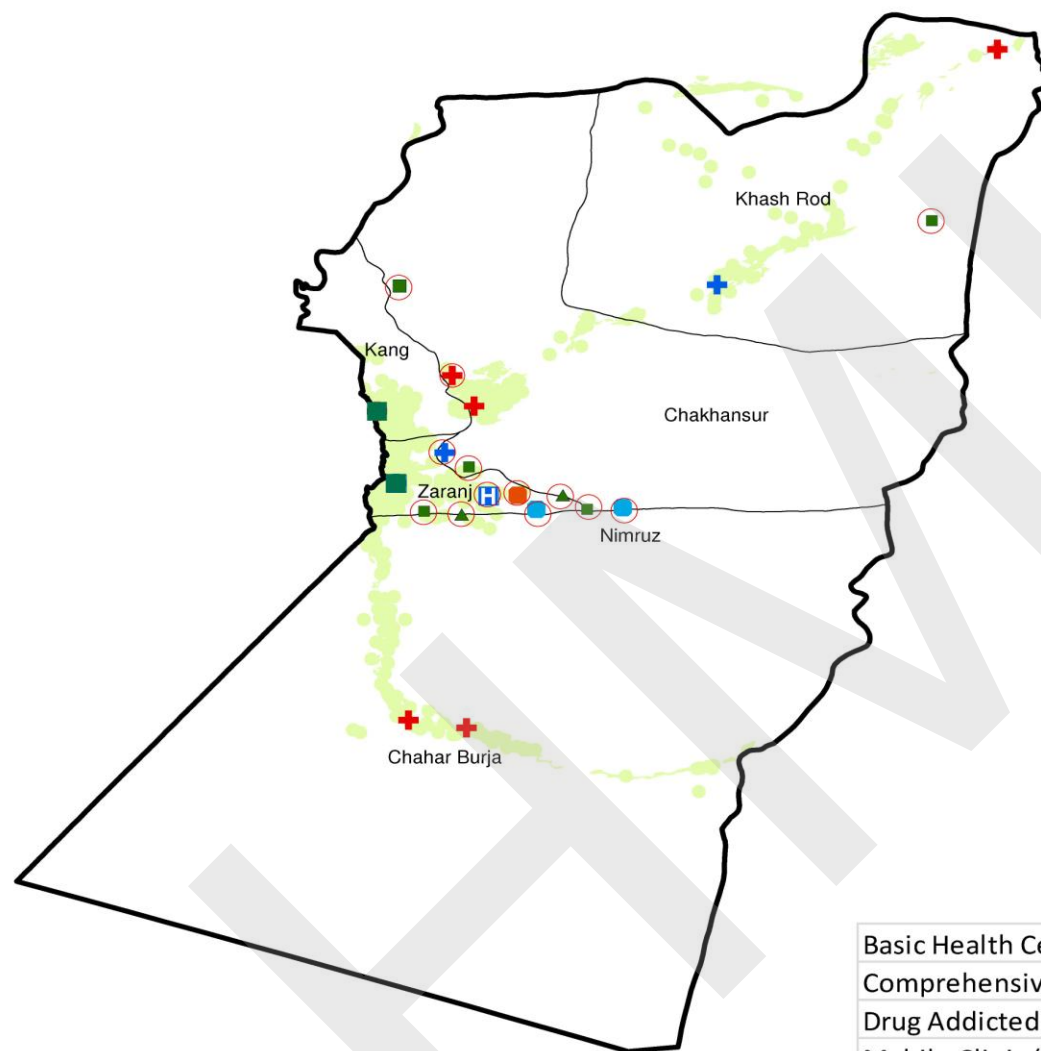 Khash Rod
Kang
Chakhansur
Zaranj
H
Nimruz
Chahar Burja
Basic Health Ce
Comprehensiv
Drug Addicted